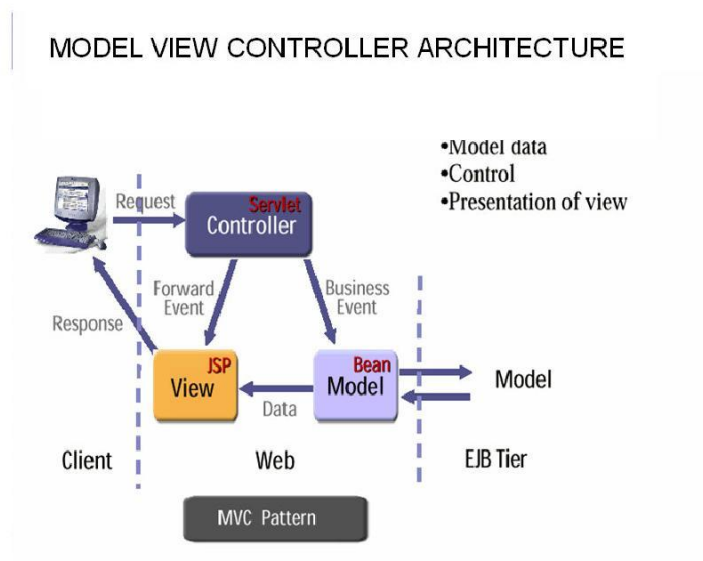 MODEL VIEW CONTROLLER ARCHITECTURE
•Model data
•Control
•Presentation of view
Request
Servlet
Controller
Forward
Event
Business
Event
Response
JSP
View
Bean
Model
Data
Model
Client
Web
EJB Tier
MVC Pattern